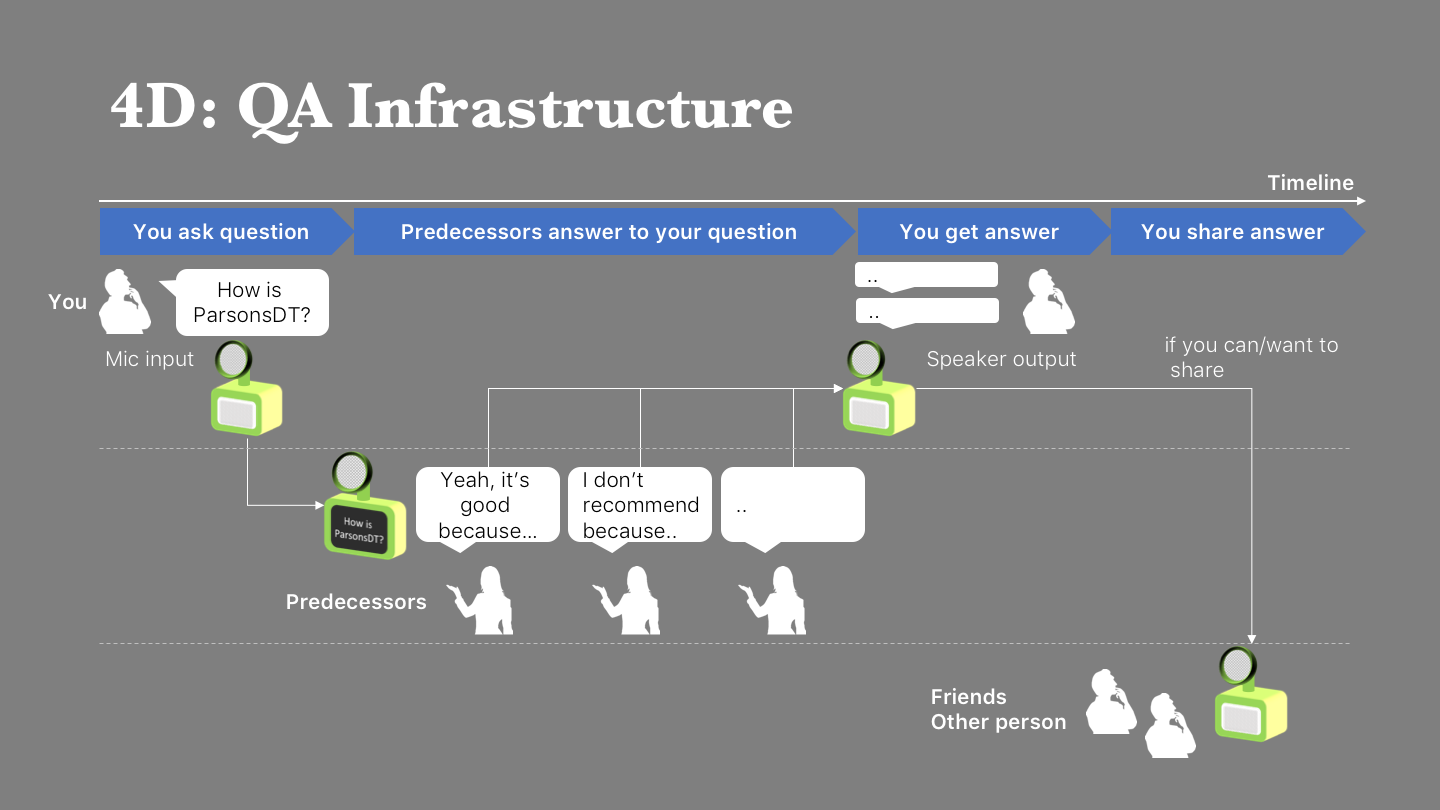 4D: QA Infrastructure
Timeline
You ask question
Predecessors answer to your question
You get answer
You share answer
You
How is
ParsonsDT?
..
..
Mic input
Speaker output
if you can/want to
share
How is
ParsonsDT?
Yeah, it’s
good
because…
I don’t
recommend
because..
..
Predecessors
Friends
Other person